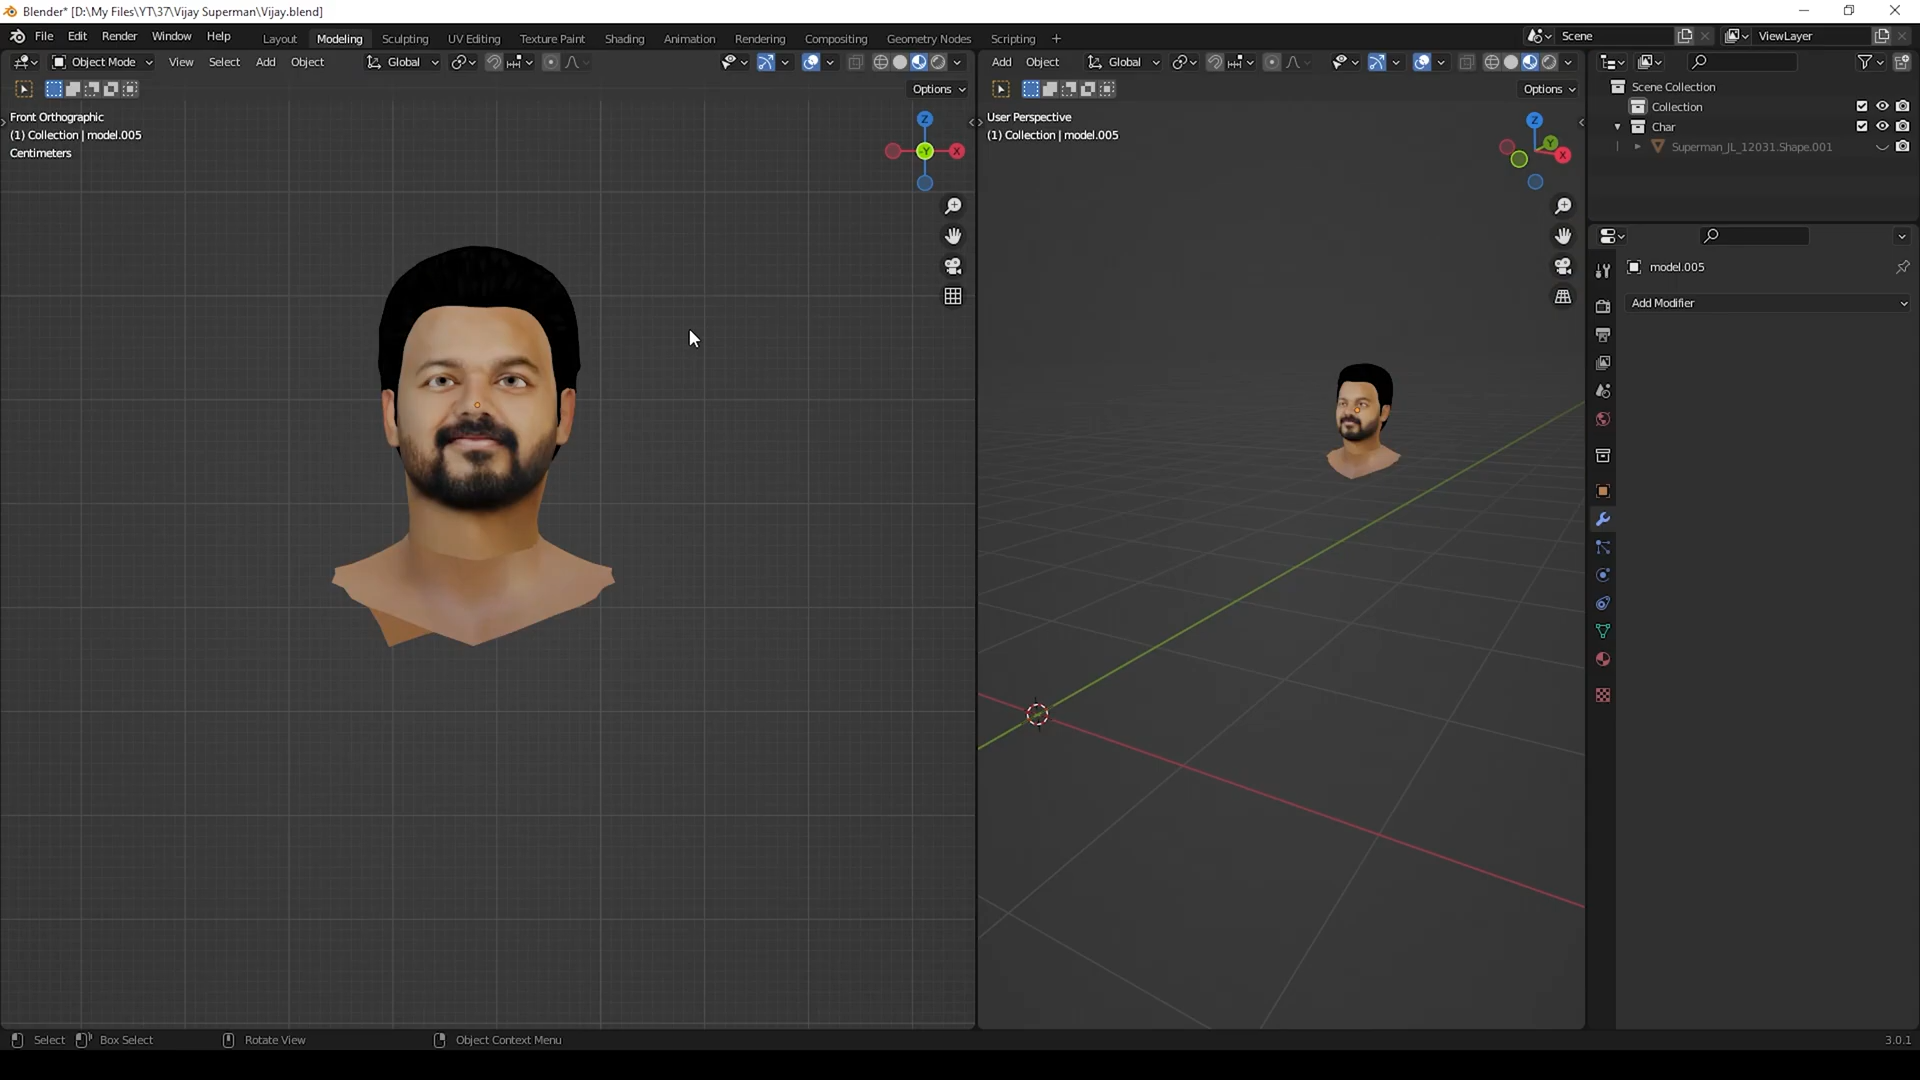 Blender* [D:\My Files\YT\37\Vijay Superman\Vijay.blend]
File Edit Render Window Help Layout Modeling Sculpting UV Editing Texture Paint Shading Animation Rendering Compositing Geometry Nodes Scripting + Scene ViewLayer
Object Mode View Select Add Object Global
Options
Front Orthographic
(1) Collection | model.005
Centimeters
Z
-Y
X
Add Object Global
Options
User Perspective
(1) Collection | model.005
Z
Y
X
Scene Collection
Collection
Char
Superman_JL_12031.Shape.001
model.005
Add Modifier
Select Box Select Rotate View Object Context Menu 3.0.1